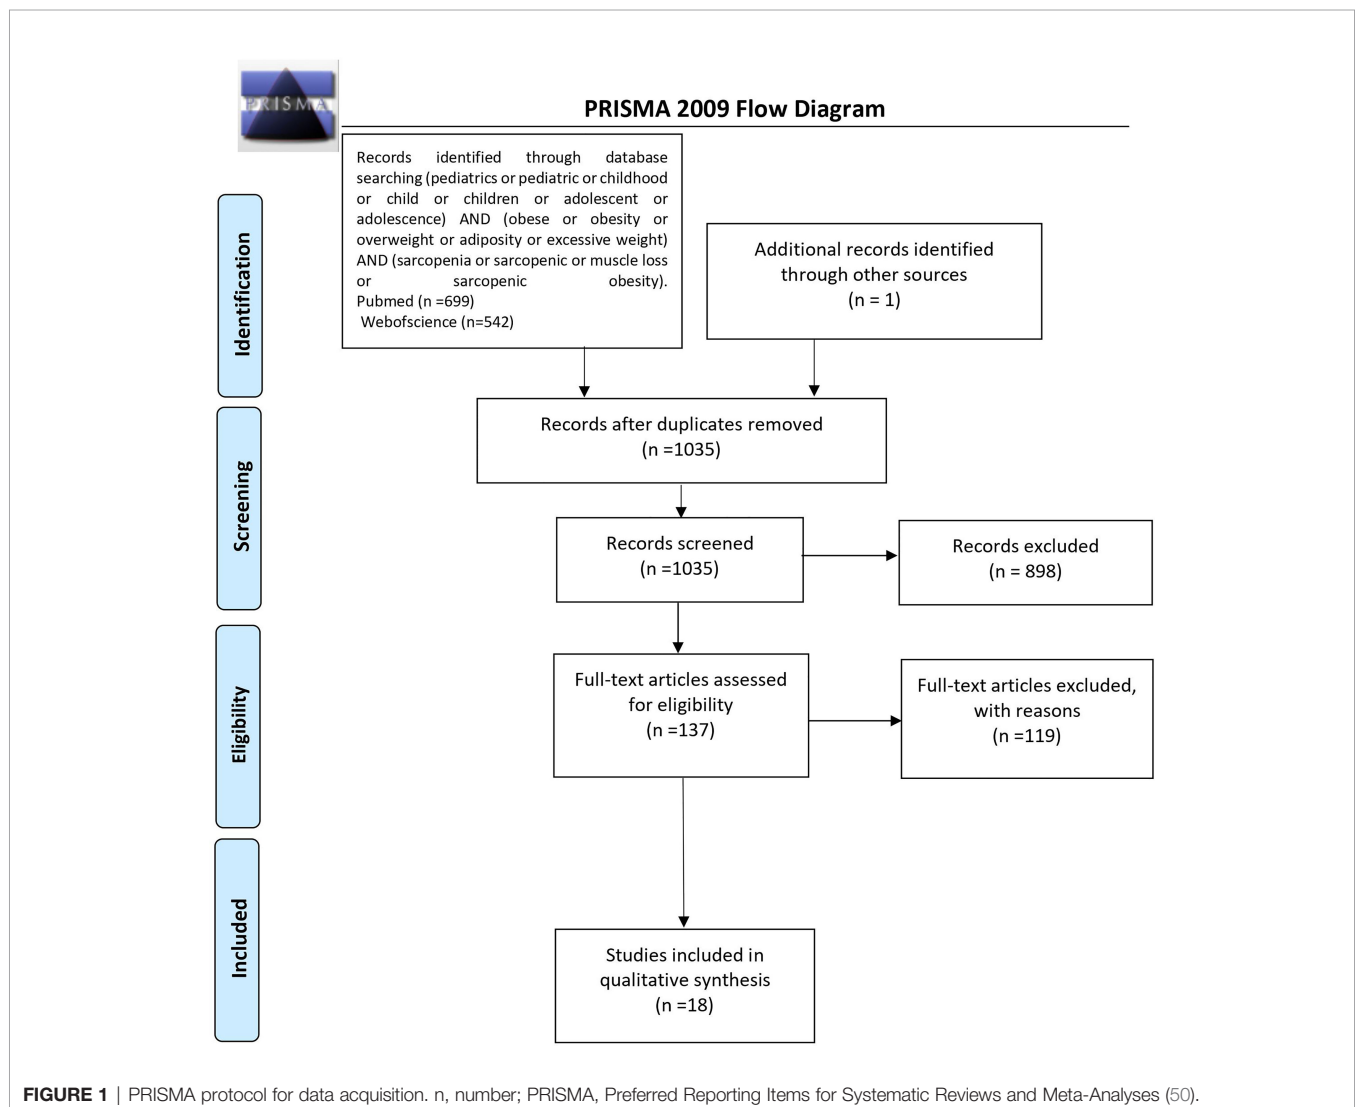 PRISMA
PRISMA 2009 Flow Diagram
Records identified through database
searching (pediatrics or pediatric or childhood
or child or children or adolescent or
adolescence) AND (obese or obesity or
overweight or adiposity or excessive weight)
AND (sarcopenia or sarcopenic or muscle loss
or sarcopenic obesity).
Pubmed (n =699)
Webofscience (n=542)
Additional records identified
through other sources
(n = 1)
Identification
Records after duplicates removed
(n =1035)
Screening
Records screened
(n =1035)
Records excluded
(n = 898)
Eligibility
Full-text articles assessed
for eligibility
(n =137)
Full-text articles excluded,
with reasons
(n =119)
Included
Studies included in
qualitative synthesis
(n =18)
FIGURE 1 | PRISMA protocol for data acquisition. n, number; PRISMA, Preferred Reporting Items for Systematic Reviews and Meta-Analyses (50).